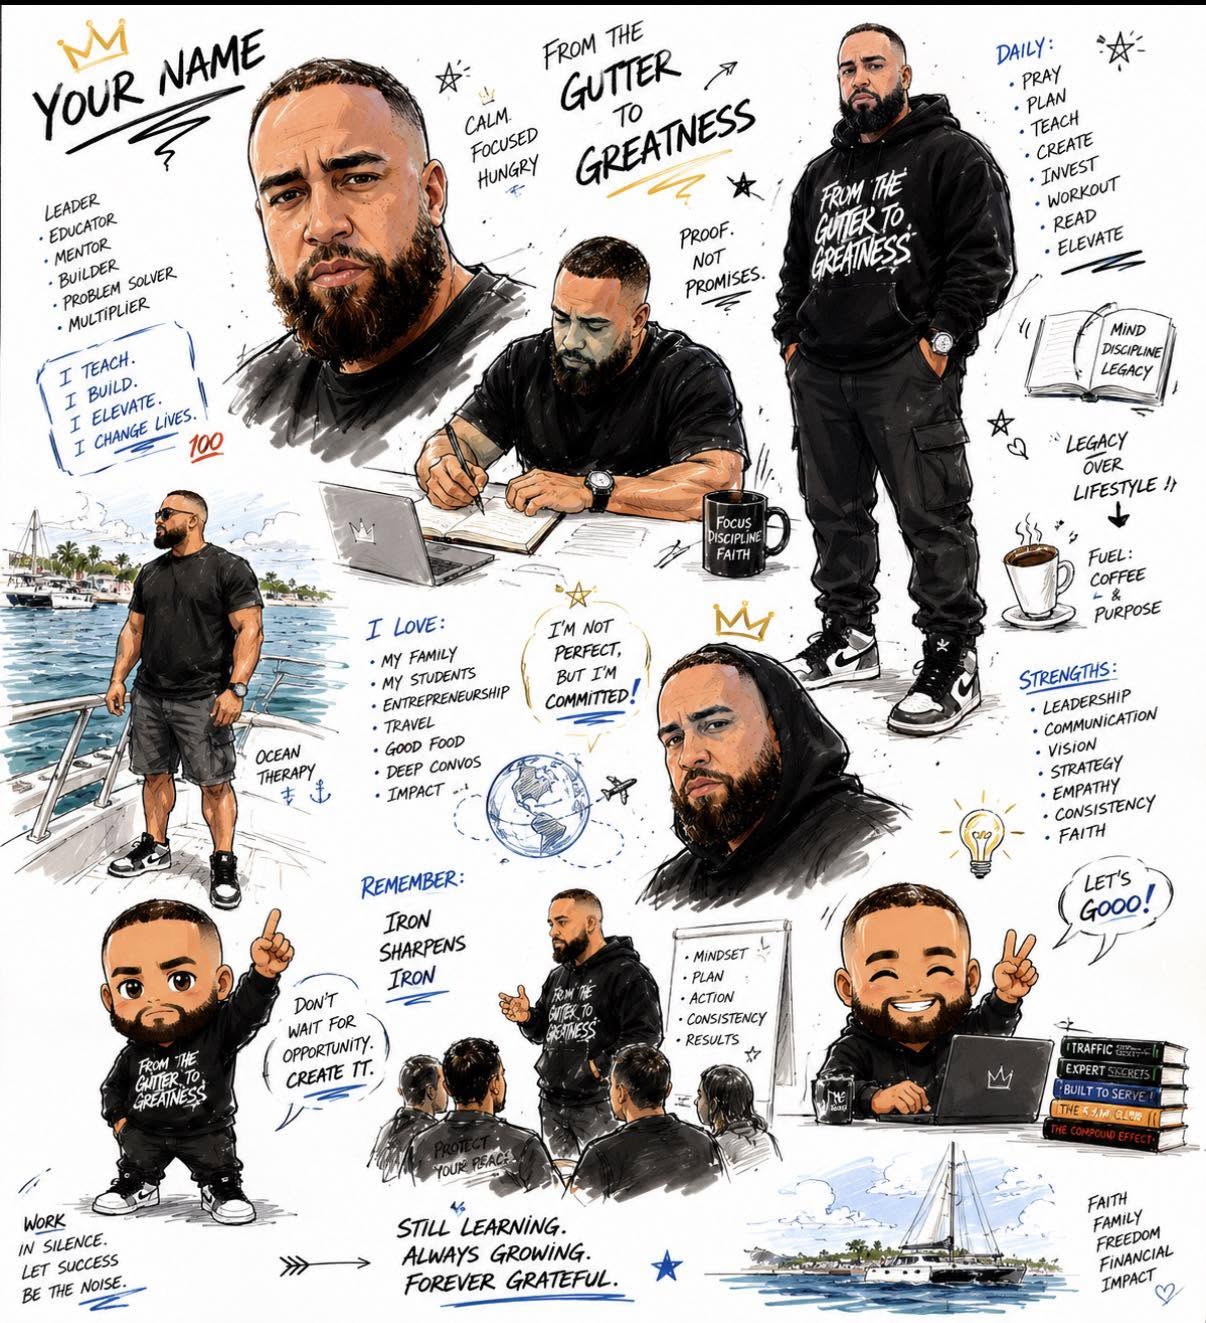 YOUR NAME
LEADER
• EDUCATOR
• MENTOR
• BUILDER
• PROBLEM SOLVER
• MULTIPLIER
I TEACH.
I BUILD.
I ELEVATE.
I CHANGE LIVES.
100
CALM.
FOCUSED
HUNGRY
FROM THE
GUTTER
TO
GREATNESS
PROOF.
NOT
PROMISES.
FROM THE
GUTTER TO
GREATNESS
DAILY:
• PRAY
• PLAN
• TEACH
• CREATE
• INVEST
• WORKOUT
• READ
• ELEVATE
MIND
DISCIPLINE
LEGACY
LEGACY
OVER
LIFESTYLE !!
FOCUS
DISCIPLINE
FAITH
FUEL:
COFFEE
&
PURPOSE
OCEAN
THERAPY
I LOVE:
• MY FAMILY
• MY STUDENTS
• ENTREPRENEURSHIP
• TRAVEL
• GOOD FOOD
• DEEP CONVOS
• IMPACT
I'M NOT
PERFECT,
BUT I'M
COMMITTED!
STRENGTHS:
• LEADERSHIP
• COMMUNICATION
• VISION
• STRATEGY
• EMPATHY
• CONSISTENCY
• FAITH
REMEMBER:
IRON
SHARPENS
IRON
DON'T
WAIT FOR
OPPORTUNITY.
CREATE IT.
FROM THE
GUTTER TO
GREATNESS
FROM THE
GUTTER TO
GREATNESS
PROTECT
YOUR PEACE
• MINDSET
• PLAN
• ACTION
• CONSISTENCY
• RESULTS
LET'S
GOOO!
TRAFFIC
EXPERT SECRETS
BUILT TO SERVE
THE
THE COMPOUND EFFECT
WORK
IN SILENCE.
LET SUCCESS
BE THE NOISE.
STILL LEARNING.
ALWAYS GROWING.
FOREVER GRATEFUL.
FAITH
FAMILY
FREEDOM
FINANCIAL
IMPACT